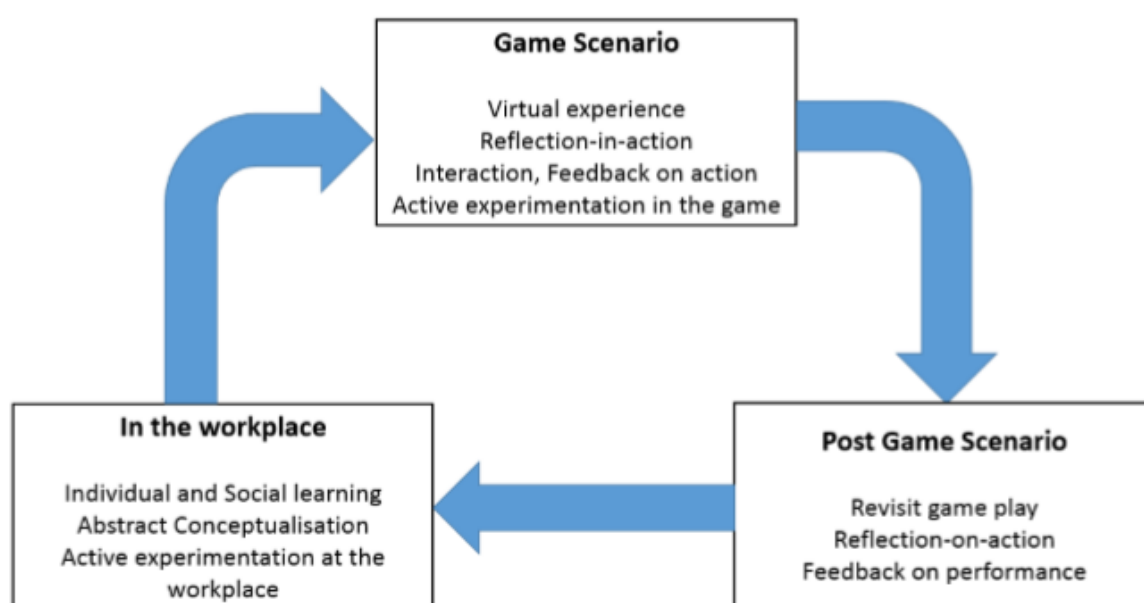 Game Scenario
Virtual experience
Reflection-in-action
Interaction, Feedback on action
Active experimentation in the game
In the workplace
Individual and Social learning
Abstract Conceptualisation
Active experimentation at the
workplace
Post Game Scenario
Revisit game play
Reflection-on-action
Feedback on performance